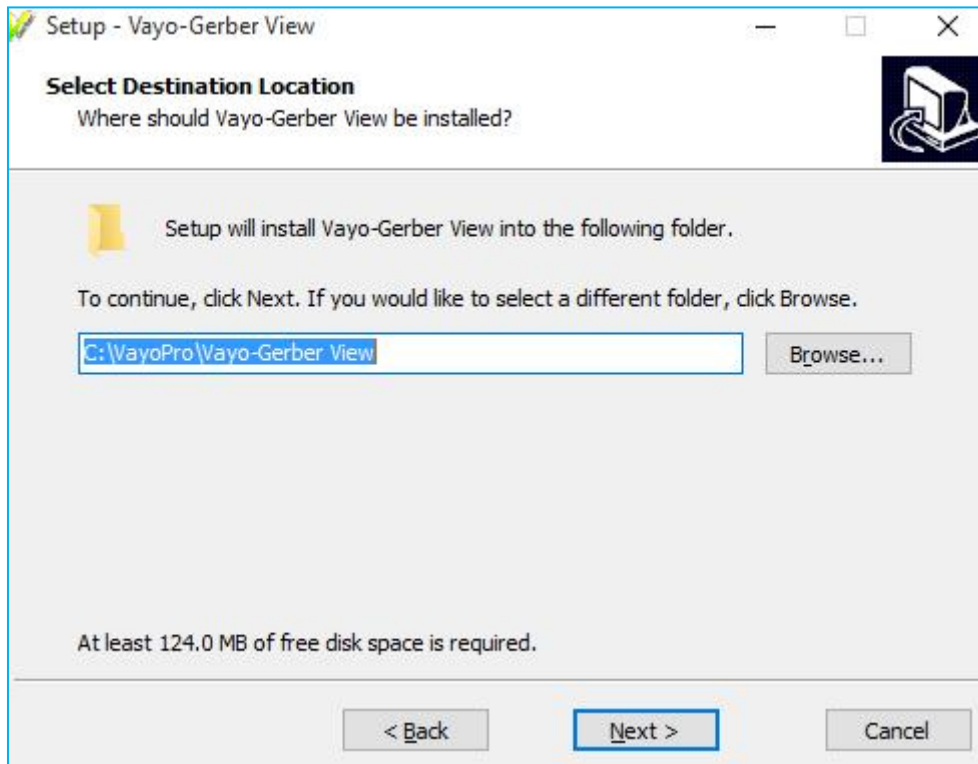 Setup - Vayo-Gerber View
Select Destination Location
Where should Vayo-Gerber View be installed?
Setup will install Vayo-Gerber View into the following folder.
To continue, click Next. If you would like to select a different folder, click Browse.
C:\VayoPro\Vayo-Gerber View
Browse...
At least 124.0 MB of free disk space is required.
< Back
Next >
Cancel